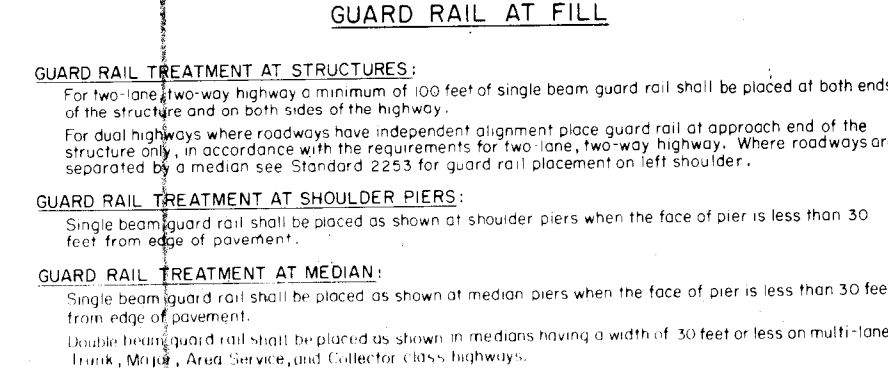 GUARD RAIL AT FILL
GUARD RAIL TREATMENT AT STRUCTURES:
For two-lane, two-way highway a minimum of 100 feet of single beam guard rail shall be placed at both ends
of the structure and on both sides of the highway.
For dual highways where roadways have independent alignment place guard rail at approach end of the
structure only, in accordance with the requirements for two-lane, two-way highway. Where roadways ar
separated by a median see Standard 2253 for guard rail placement on left shoulder.
GUARD RAIL TREATMENT AT SHOULDER PIERS:
Single beam guard rail shall be placed as shown at shoulder piers when the face of pier is less than 30
feet from edge of pavement.
GUARD RAIL TREATMENT AT MEDIAN:
Single beam guard rail shall be placed as shown at median piers when the face of pier is less than 30 fee
from edge of pavement.
Double beam guard rail shall be placed as shown in medians having a width of 30 feet or less on multi-lane
Trunk, Major, Area Service, and Collector class highways.